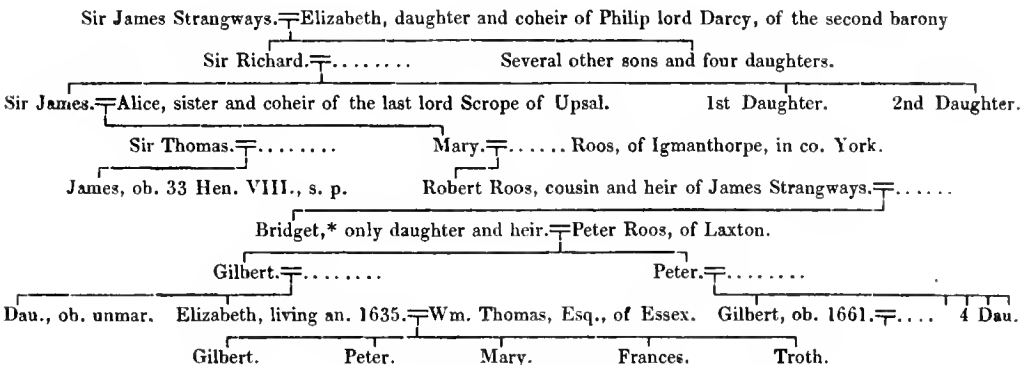 Sir James Strangways. Elizabeth, daughter and coheir of Philip lord Darcy, of the second barony
Sir Richard. ........ Several other sons and four daughters.
Sir James. Alice, sister and coheir of the last lord Scrope of Upsal. 1st Daughter. 2nd Daughter.
Sir Thomas. ........ Mary. ...... Roos, of Igmanthorpe, in co. York.
James, ob. 33 Hen. VIII., s. p. Robert Roos, cousin and heir of James Strangways. ......
Bridget,* only daughter and heir. Peter Roos, of Laxton.
Gilbert. ........ Peter. ........
Dau., ob. unmar. Elizabeth, living an. 1635. Wm. Thomas, Esq., of Essex. Gilbert, ob. 1661. .... 4 Dau.
Gilbert. Peter. Mary. Frances. Troth.